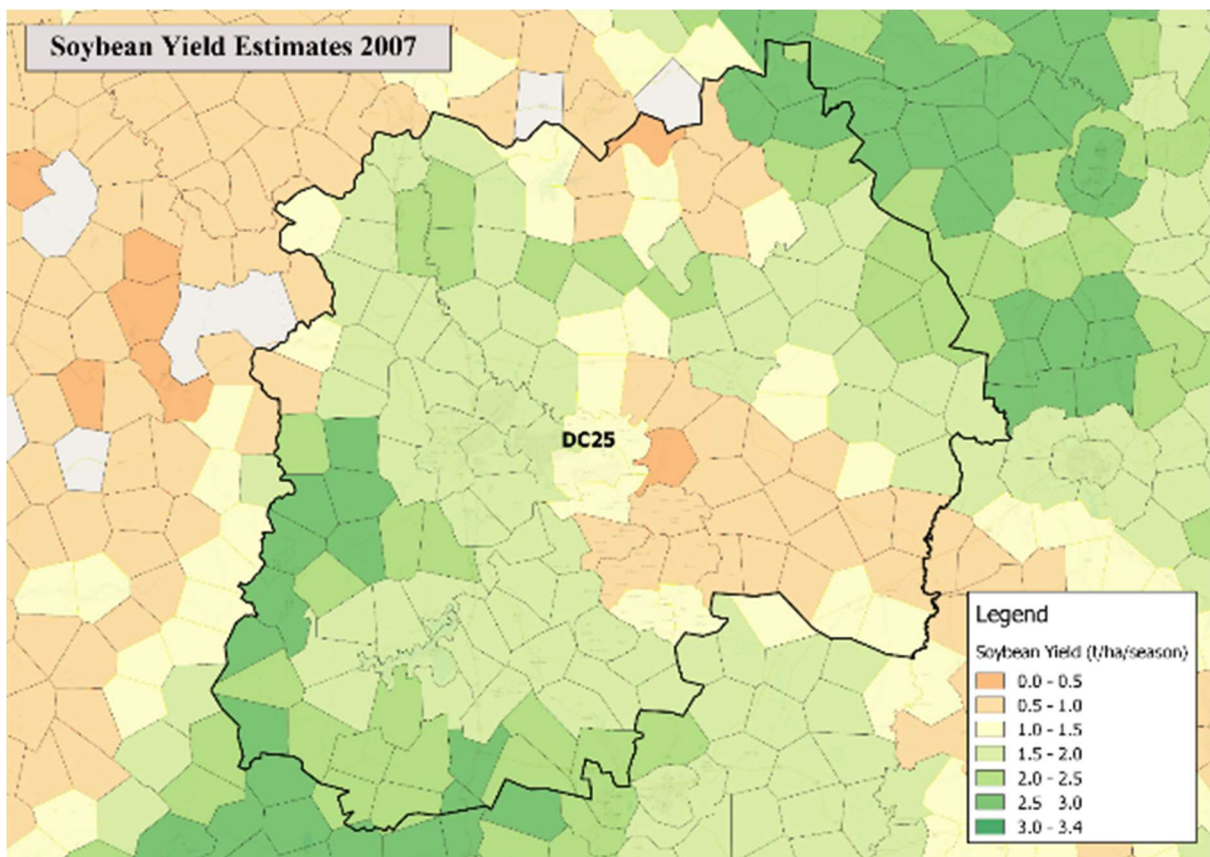 Soybean Yield Estimates 2007
DC25
Legend
Soybean Yield (t/ha/season)
0.0 - 0.5
0.5 - 1.0
1.0 - 1.5
1.5 - 2.0
2.0 - 2.5
2.5 3.0
3.0 - 3.4